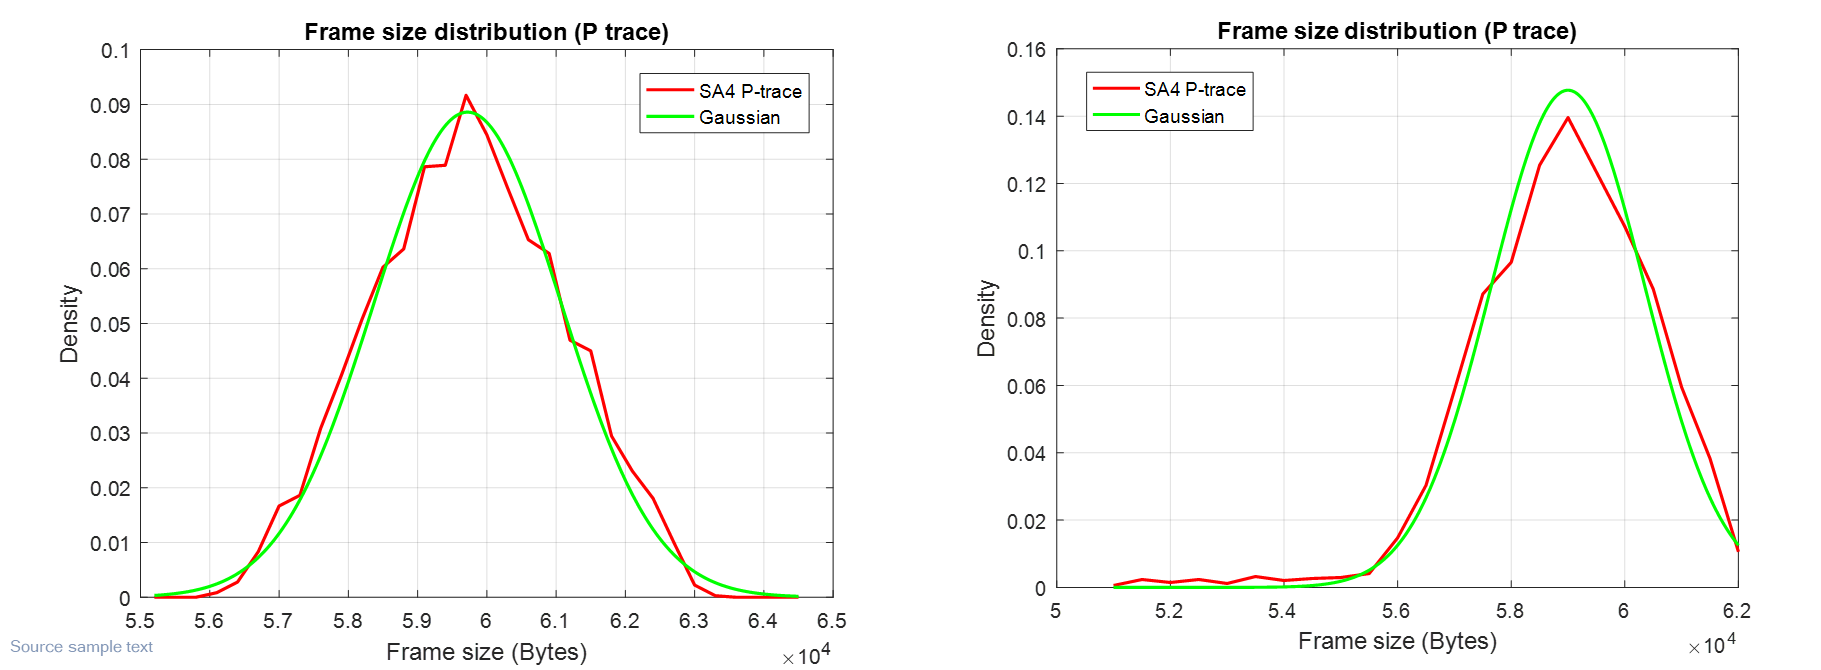 Frame size distribution (P trace)
0.1
0.09
0.08
0.07
0.06
0.05
0.04
0.03
0.02
0.01
0
Density
SA4 P-trace
Gaussian
5.5 5.6 5.7 5.8 5.9 6 6.1 6.2 6.3 6.4 6.5
Frame size (Bytes)
×10⁴
Source sample text
Frame size distribution (P trace)
0.16
0.14
0.12
0.1
0.08
0.06
0.04
0.02
0
Density
SA4 P-trace
Gaussian
5 5.2 5.4 5.6 5.8 6 6.2
Frame size (Bytes)
×10⁴